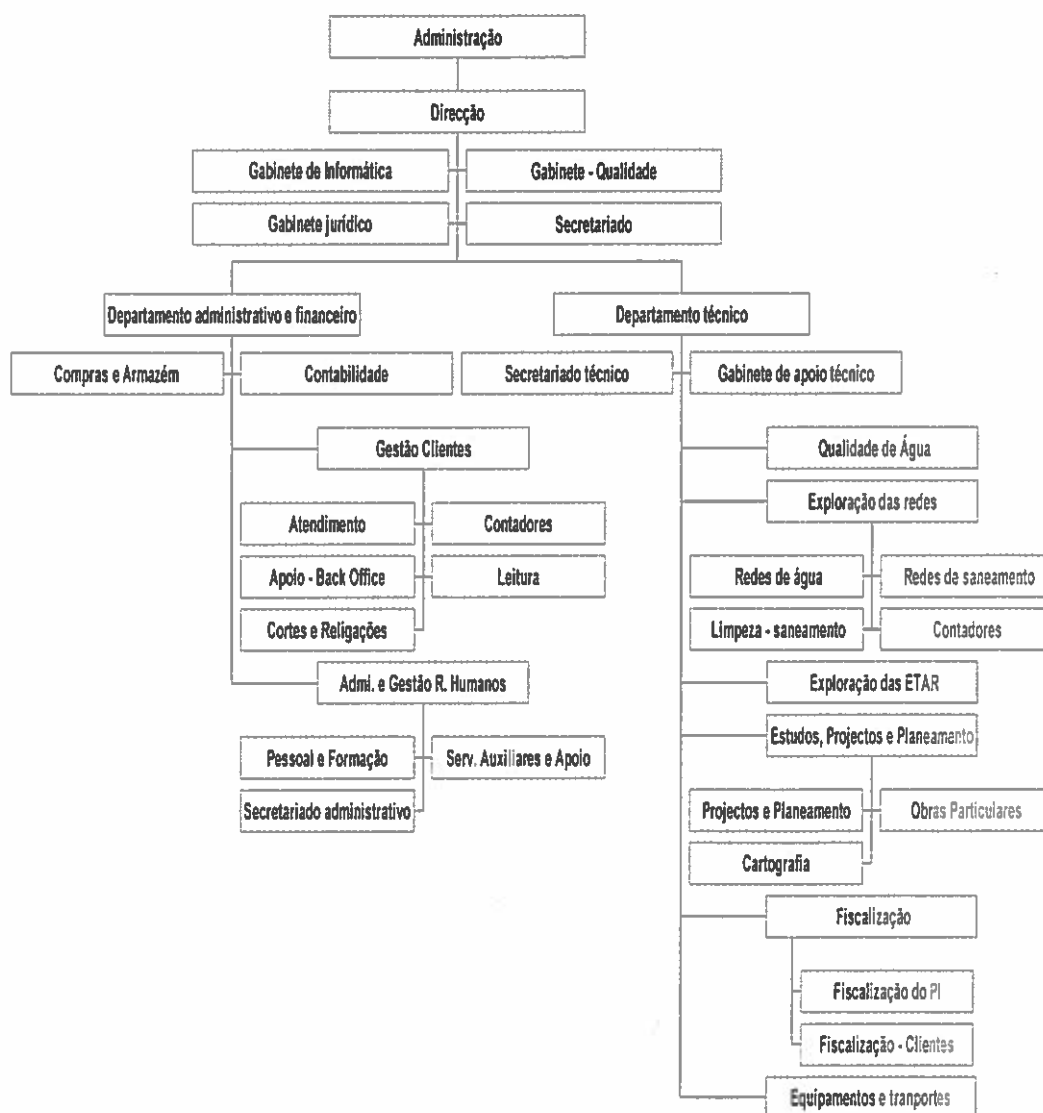 Administração
Direcção
Gabinete de Informática
Gabinete - Qualidade
Gabinete jurídico
Secretariado
Departamento administrativo e financeiro
Departamento técnico
Compras e Armazém
Contabilidade
Secretariado técnico
Gabinete de apoio técnico
Gestão Clientes
Atendimento
Contadores
Apoio - Back Office
Leitura
Cortes e Religações
Admi. e Gestão R. Humanos
Pessoal e Formação
Serv. Auxiliares e Apoio
Secretariado administrativo
Qualidade de Água
Exploração das redes
Redes de água
Redes de saneamento
Limpeza - saneamento
Contadores
Exploração das ETAR
Estudos, Projectos e Planeamento
Projectos e Planeamento
Obras Particulares
Cartografia
Fiscalização
Fiscalização do PI
Fiscalização - Clientes
Equipamentos e tranportes